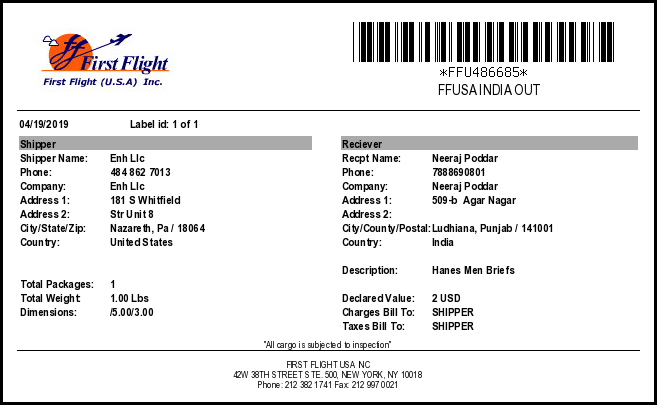 First Flight
First Flight (U.S.A) Inc.
*FFU486685*
FFUSA INDIA OUT
04/19/2019 Label id: 1 of 1
Shipper
Shipper Name: Enh Llc
Phone: 484 862 7013
Company: Enh Llc
Address 1: 181 S Whitfield
Address 2: Str Unit 8
City/State/Zip: Nazareth, Pa / 18064
Country: United States
Total Packages: 1
Total Weight: 1.00 Lbs
Dimensions: /5.00/3.00
Reciever
Recpt Name: Neeraj Poddar
Phone: 7888690801
Company: Neeraj Poddar
Address 1: 509-b Agar Nagar
Address 2:
City/County/Postal: Ludhiana, Punjab / 141001
Country: India
Description: Hanes Men Briefs
Declared Value: 2 USD
Charges Bill To: SHIPPER
Taxes Bill To: SHIPPER
"All cargo is subjected to inspection"
FIRST FLIGHT USA INC
42W 38TH STREET STE. 500, NEW YORK, NY 10018
Phone: 212 382 1741 Fax: 212 997 0021